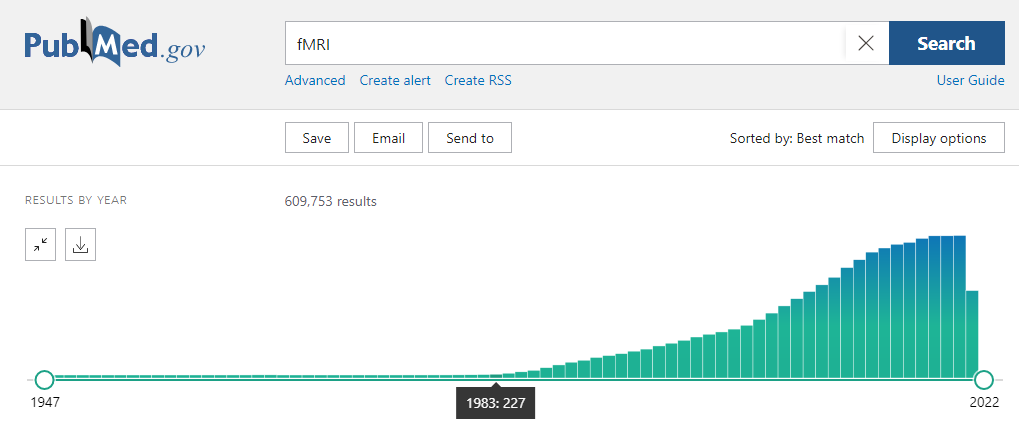 PubMed.gov
fMRI
Search
Advanced Create alert Create RSS
User Guide
Save Email Send to
Sorted by: Best match Display options
RESULTS BY YEAR
609,753 results
1983: 227
1947
2022